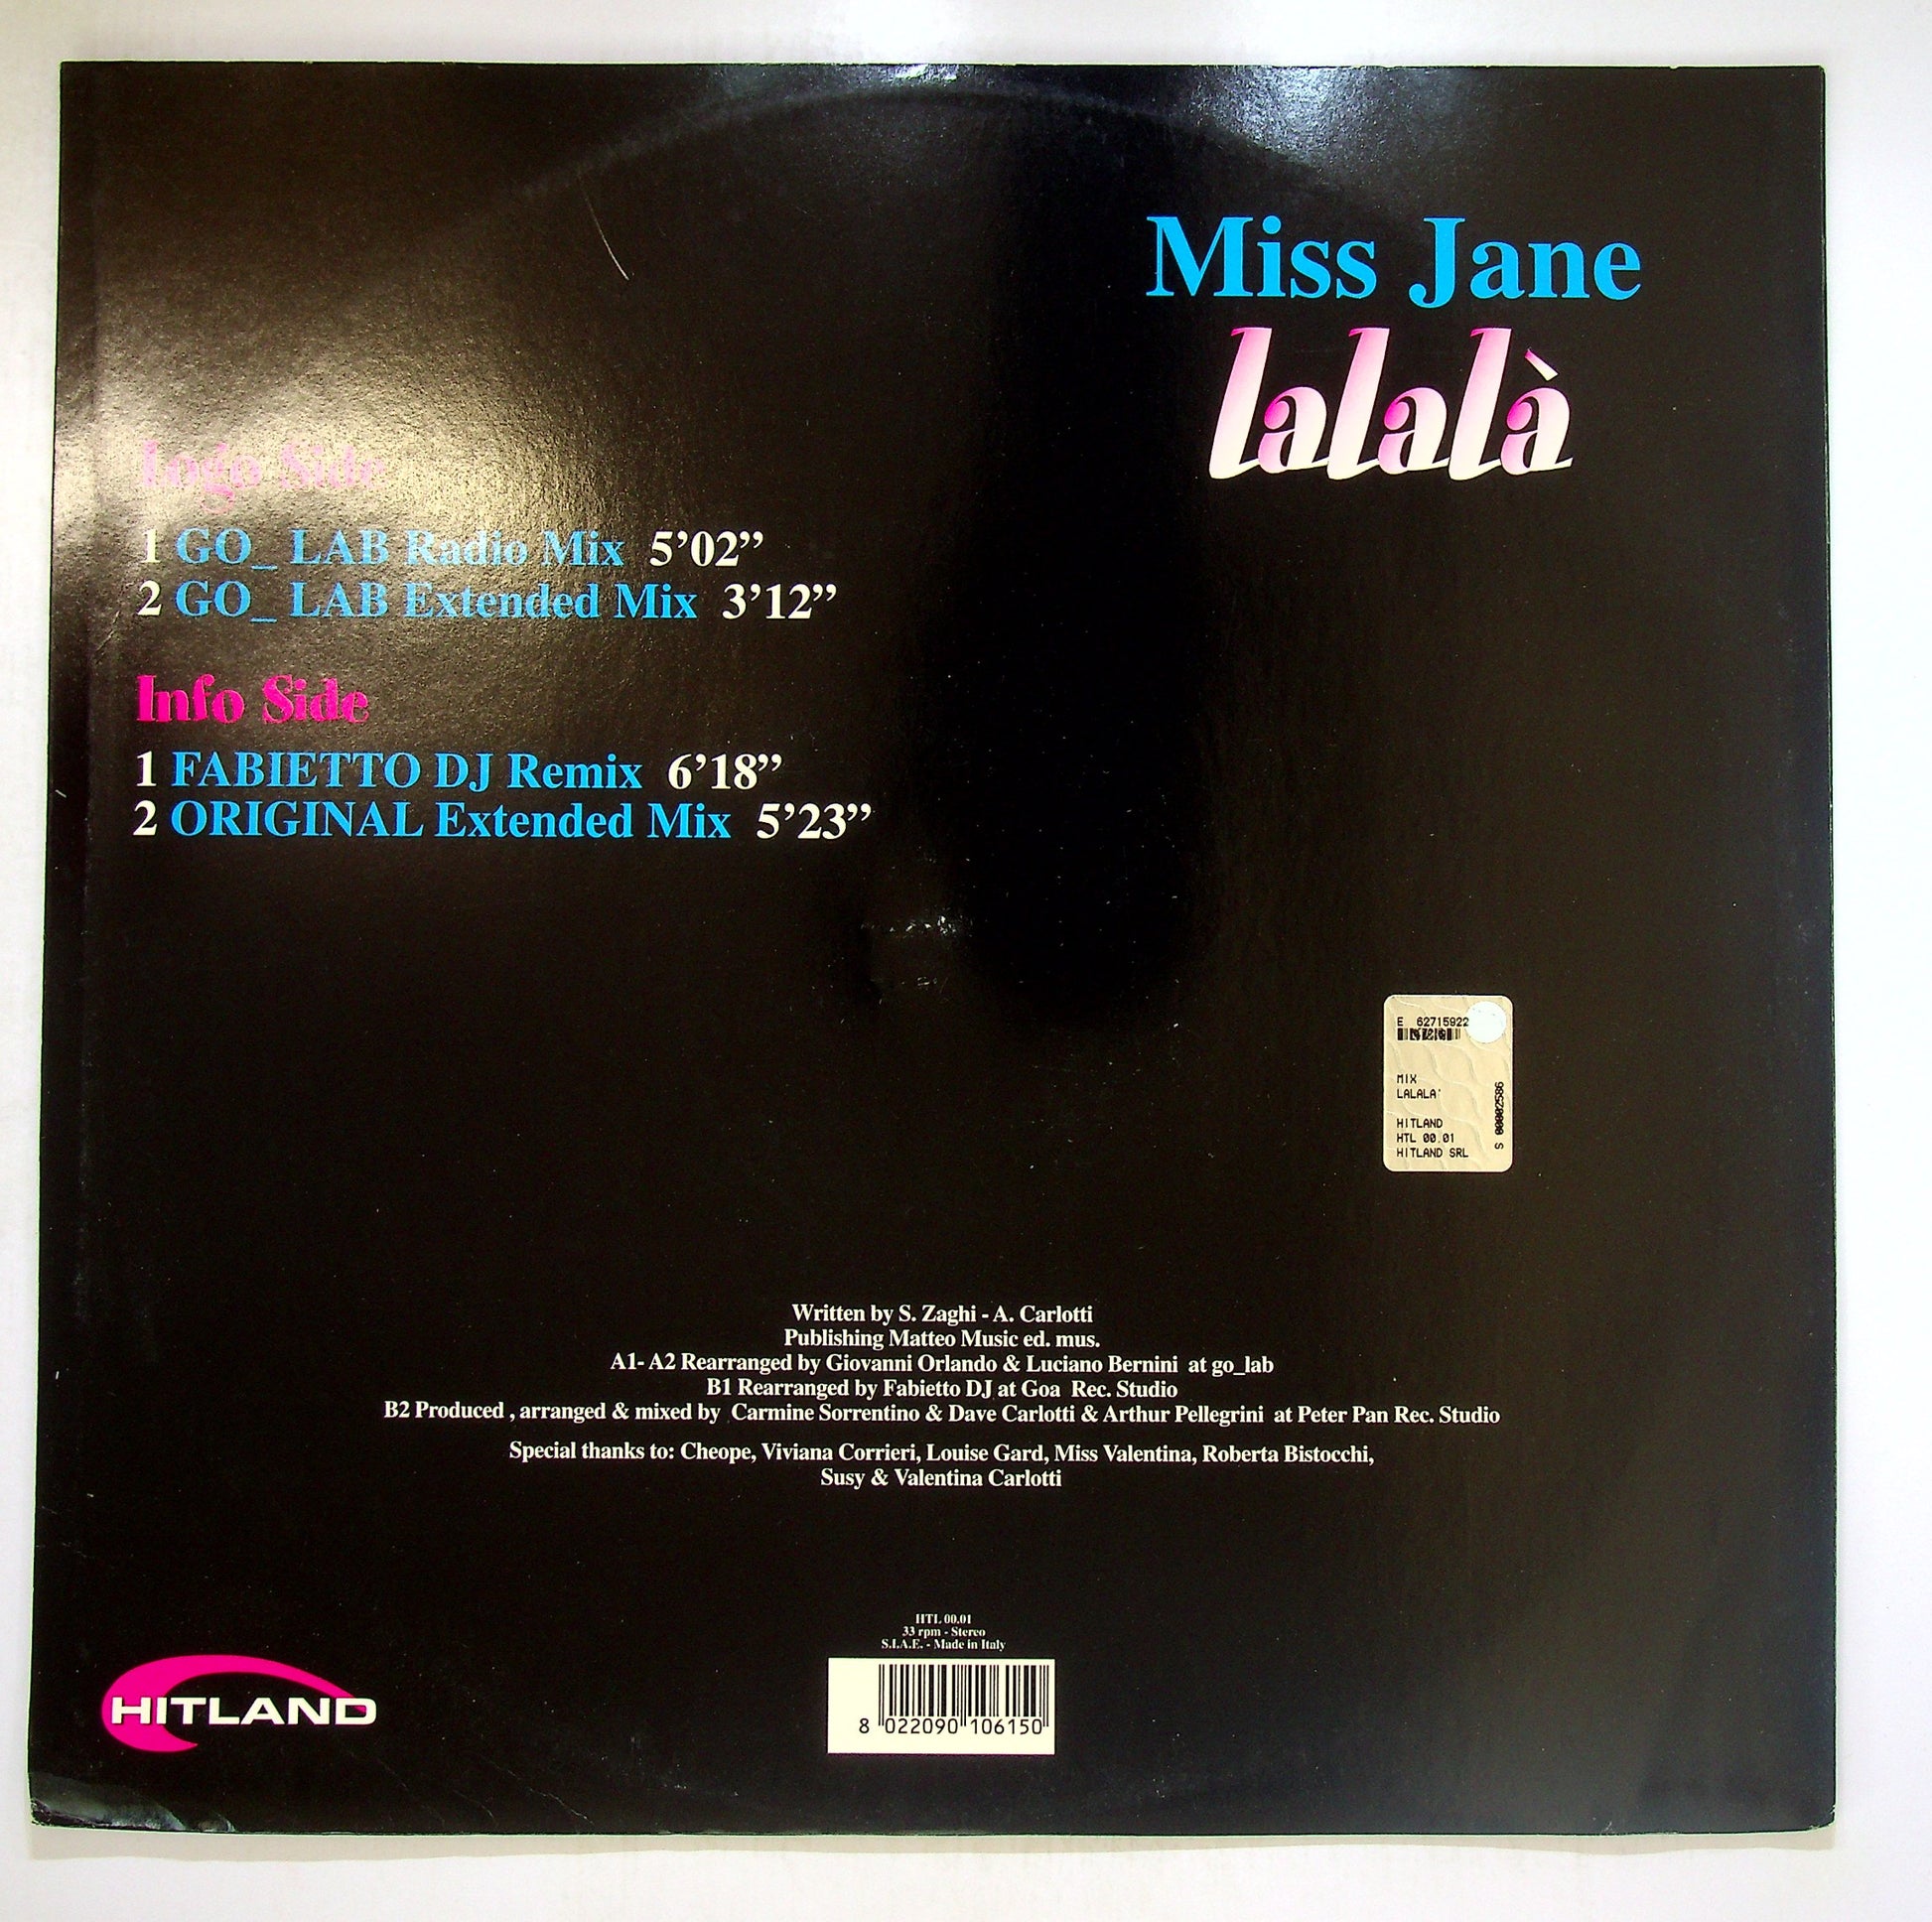 Miss Jane
lalalà
Logo Side
1 GO_ LAB Radio Mix 5’02”
2 GO_ LAB Extended Mix 3’12”
Info Side
1 FABIETTO DJ Remix 6’18”
2 ORIGINAL Extended Mix 5’23”
E 62715922
MIX
LALALA'
HITLAND
HTL 00.01
HITLAND SRL
S 00002586
Written by S. Zaghi - A. Carlotti
Publishing Matteo Music ed. mus.
A1- A2 Rearranged by Giovanni Orlando & Luciano Bernini at go_lab
B1 Rearranged by Fabietto DJ at Goa Rec. Studio
B2 Produced , arranged & mixed by Carmine Sorrentino & Dave Carlotti & Arthur Pellegrini at Peter Pan Rec. Studio
Special thanks to: Cheope, Viviana Corrieri, Louise Gard, Miss Valentina, Roberta Bistocchi,
Susy & Valentina Carlotti
HTL 00.01
33 rpm - Stereo
S.I.A.E. - Made in Italy
8 022090 106150
HITLAND